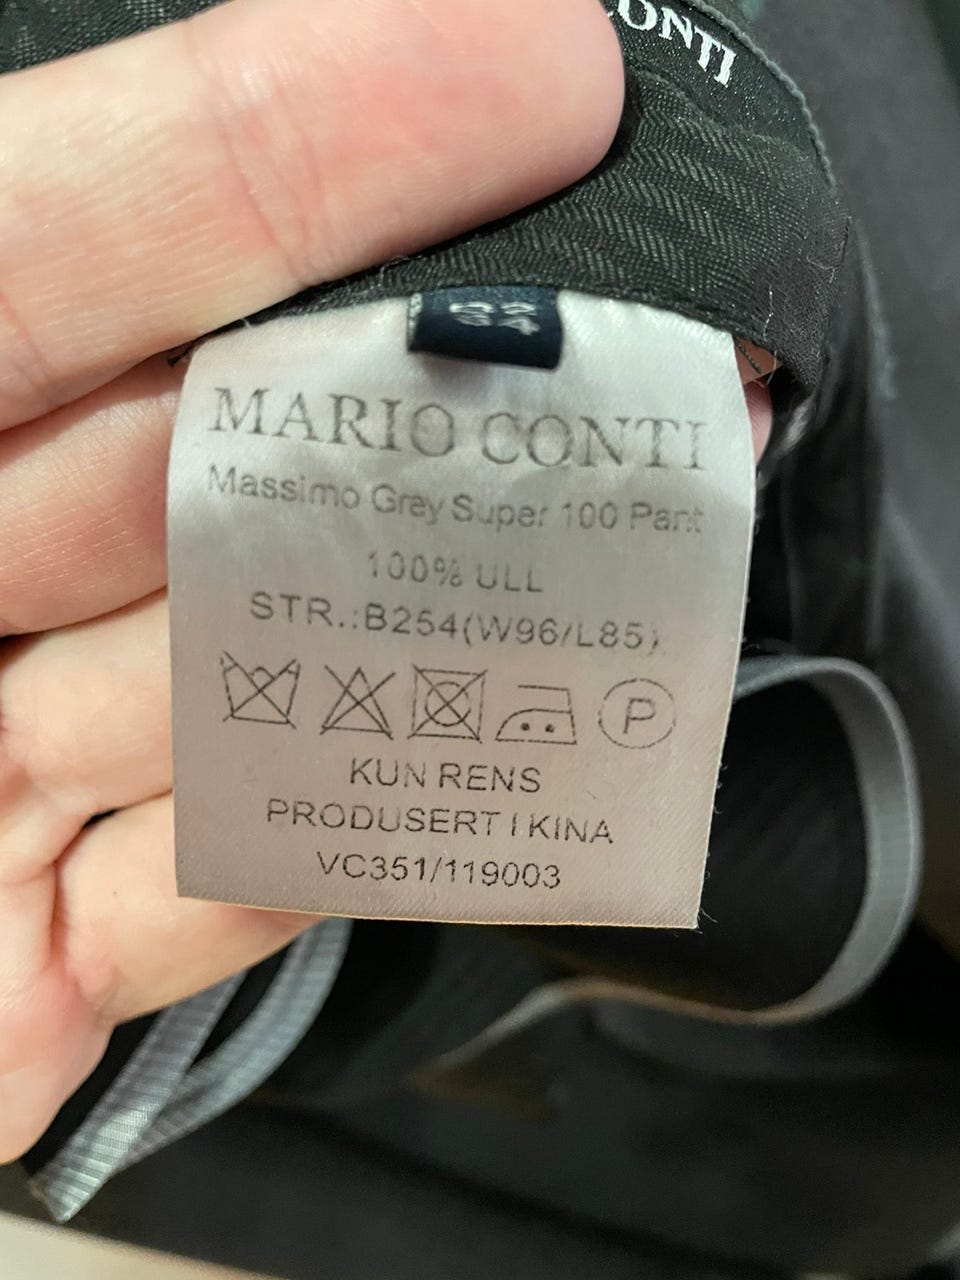 CONTI
MARIO CONTI
Massimo Grey Super 100 Pant
100% ULL
STR.:B254(W96/L85)
P
KUN RENS
PRODUSERT I KINA
VC351/119003